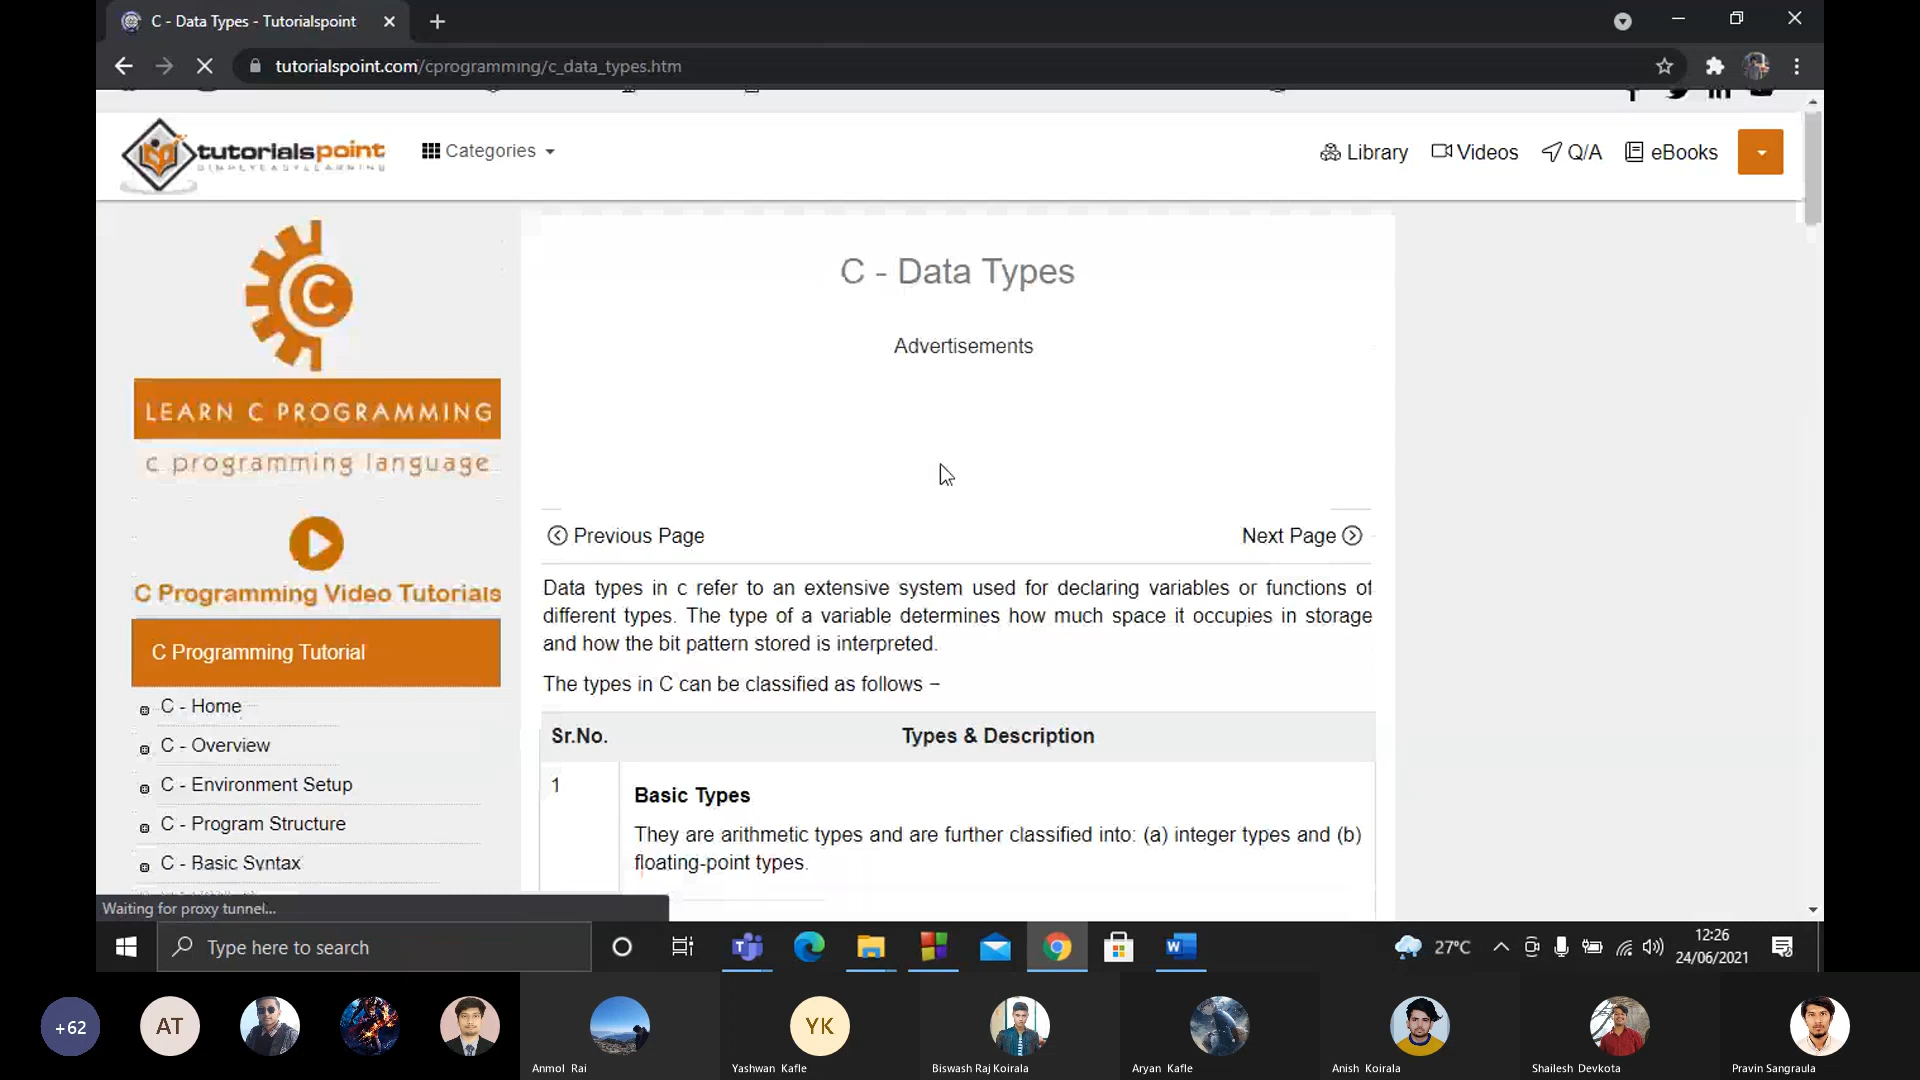 C - Data Types - Tutorialspoint
tutorialspoint.com/cprogramming/c_data_types.htm
tutorialspoint
SIMPLYEASYLEARNING
Categories
Library
Videos
Q/A
eBooks
C
LEARN C PROGRAMMING
c programming language
C Programming Video Tutorials
C Programming Tutorial
C - Home
C - Overview
C - Environment Setup
C - Program Structure
C - Basic Syntax
C - Data Types
Advertisements
Previous Page
Next Page
Data types in c refer to an extensive system used for declaring variables or functions of
different types. The type of a variable determines how much space it occupies in storage
and how the bit pattern stored is interpreted.
The types in C can be classified as follows −
Sr.No. Types & Description
1
Basic Types
They are arithmetic types and are further classified into: (a) integer types and (b)
floating-point types.
Waiting for proxy tunnel...
Type here to search
27°C
12:26
24/06/2021
+62
AT
YK
Anmol Rai
Yashwan Kafle
Biswash Raj Koirala
Aryan Kafle
Anish Koirala
Shailesh Devkota
Pravin Sangraula